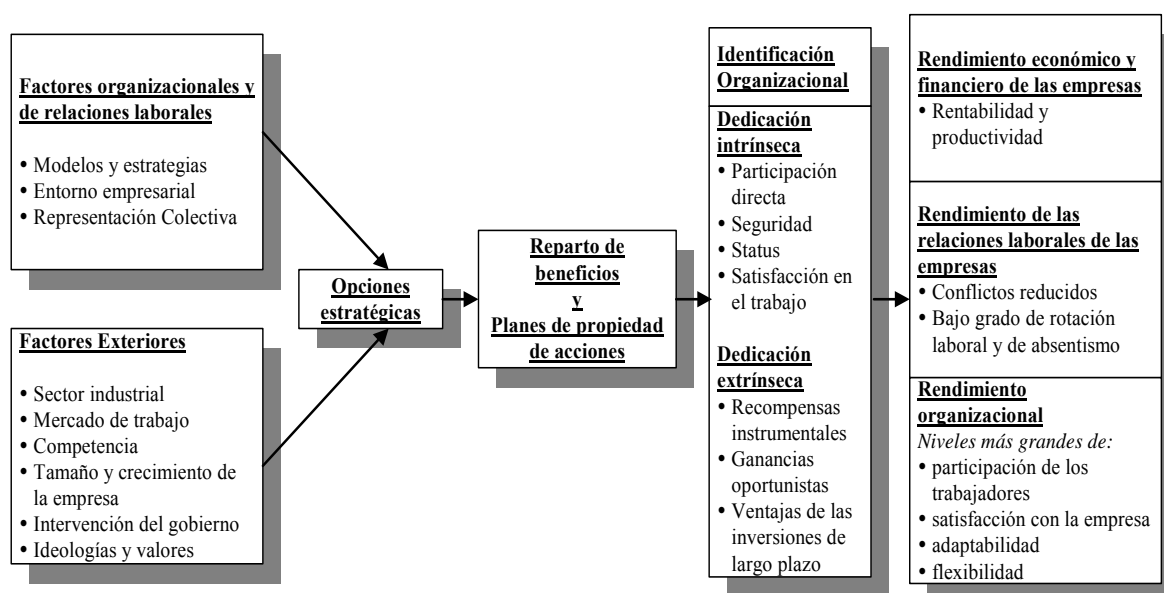 Factores organizacionales y
de relaciones laborales
• Modelos y estrategias
• Entorno empresarial
• Representación Colectiva
Factores Exteriores
• Sector industrial
• Mercado de trabajo
• Competencia
• Tamaño y crecimiento de
la empresa
• Intervención del gobierno
• Ideologías y valores
Opciones
estratégicas
Reparto de
beneficios
y
Planes de propiedad
de acciones
Identificación
Organizacional
Dedicación
intrínseca
• Participación
directa
• Seguridad
• Status
• Satisfacción en
el trabajo
Dedicación
extrínseca
• Recompensas
instrumentales
• Ganancias
oportunistas
• Ventajas de las
inversiones de
largo plazo
Rendimiento económico y
financiero de las empresas
• Rentabilidad y
productividad
Rendimiento de las
relaciones laborales de las
empresas
• Conflictos reducidos
• Bajo grado de rotación
laboral y de absentismo
Rendimiento
organizacional
Niveles más grandes de:
• participación de los
trabajadores
• satisfacción con la empresa
• adaptabilidad
• flexibilidad